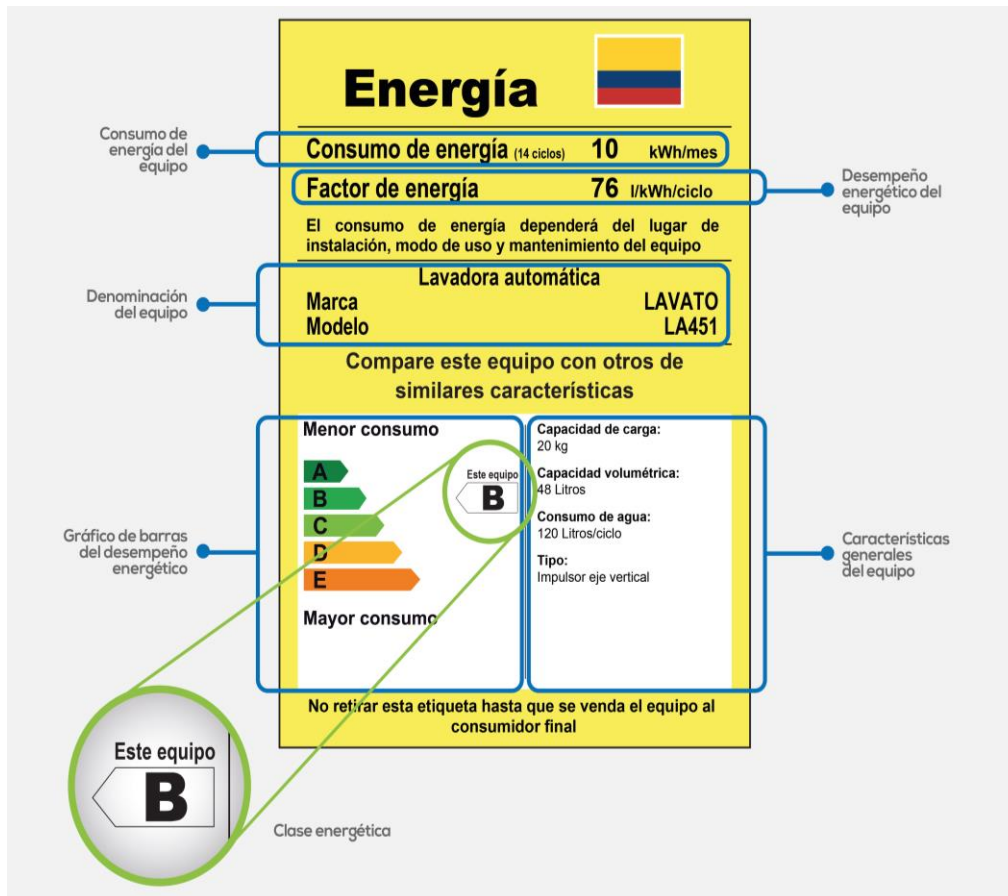 Energía
Consumo de
energía del
equipo
Consumo de energía (14 ciclos) 10 kWh/mes
Factor de energía 76 l/kWh/ciclo
Desempeño
energético del
equipo
El consumo de energía dependerá del lugar de
instalación, modo de uso y mantenimiento del equipo
Denominación
del equipo
Lavadora automática
Marca LAVATO
Modelo LA451
Compare este equipo con otros de
similares características
Gráfico de barras
del desempeño
energético
Menor consumo
A
B
C
D
E
Mayor consumo
Este equipo
B
Capacidad de carga:
20 kg
Capacidad volumétrica:
48 Litros
Consumo de agua:
120 Litros/ciclo
Tipo:
Impulsor eje vertical
Características
generales
del equipo
No retirar esta etiqueta hasta que se venda el equipo al
consumidor final
Este equipo
B
Clase energética